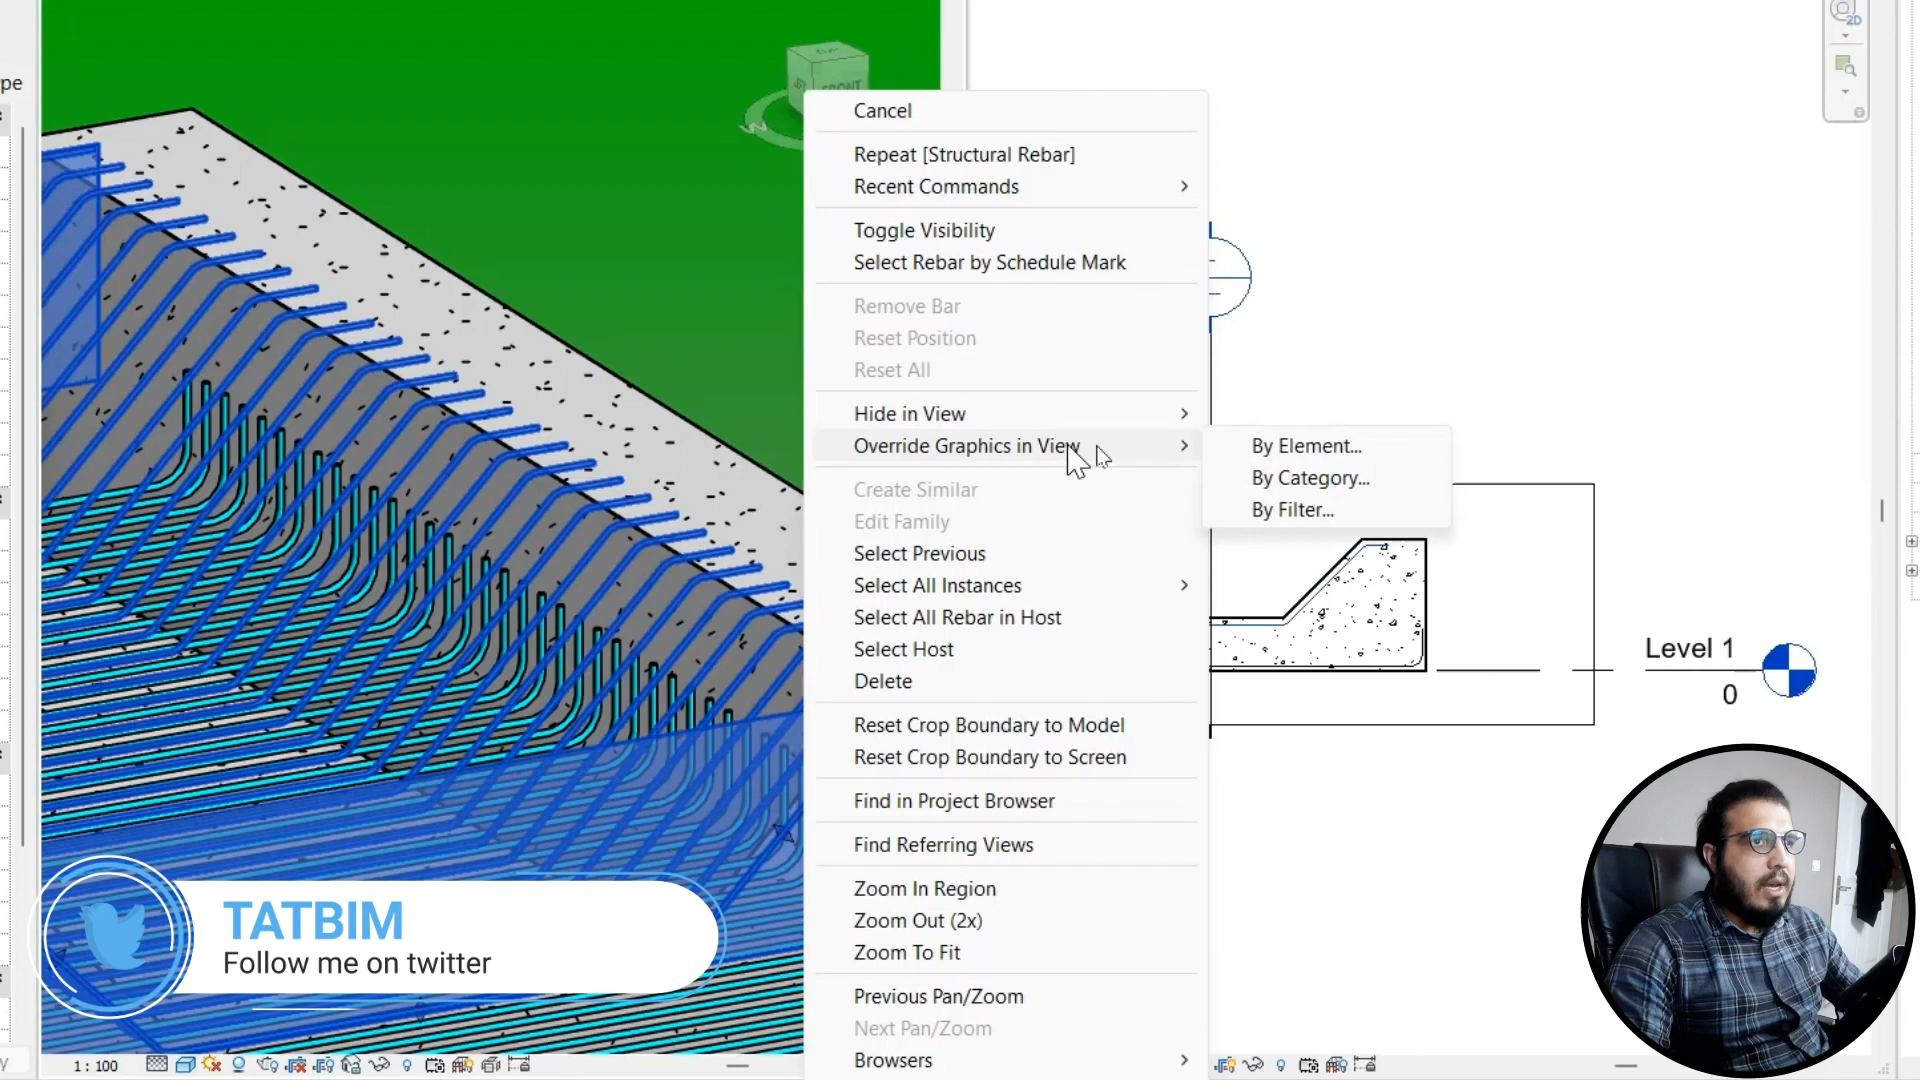 pe
FRONT
W
2D
Cancel
Repeat [Structural Rebar]
Recent Commands
Toggle Visibility
Select Rebar by Schedule Mark
Remove Bar
Reset Position
Reset All
Hide in View
Override Graphics in View
Create Similar
Edit Family
Select Previous
Select All Instances
Select All Rebar in Host
Select Host
Delete
Reset Crop Boundary to Model
Reset Crop Boundary to Screen
Find in Project Browser
Find Referring Views
Zoom In Region
Zoom Out (2x)
Zoom To Fit
Previous Pan/Zoom
Next Pan/Zoom
Browsers
By Element...
By Category...
By Filter...
Level 1
0
TATBIM
Follow me on twitter
1 : 100